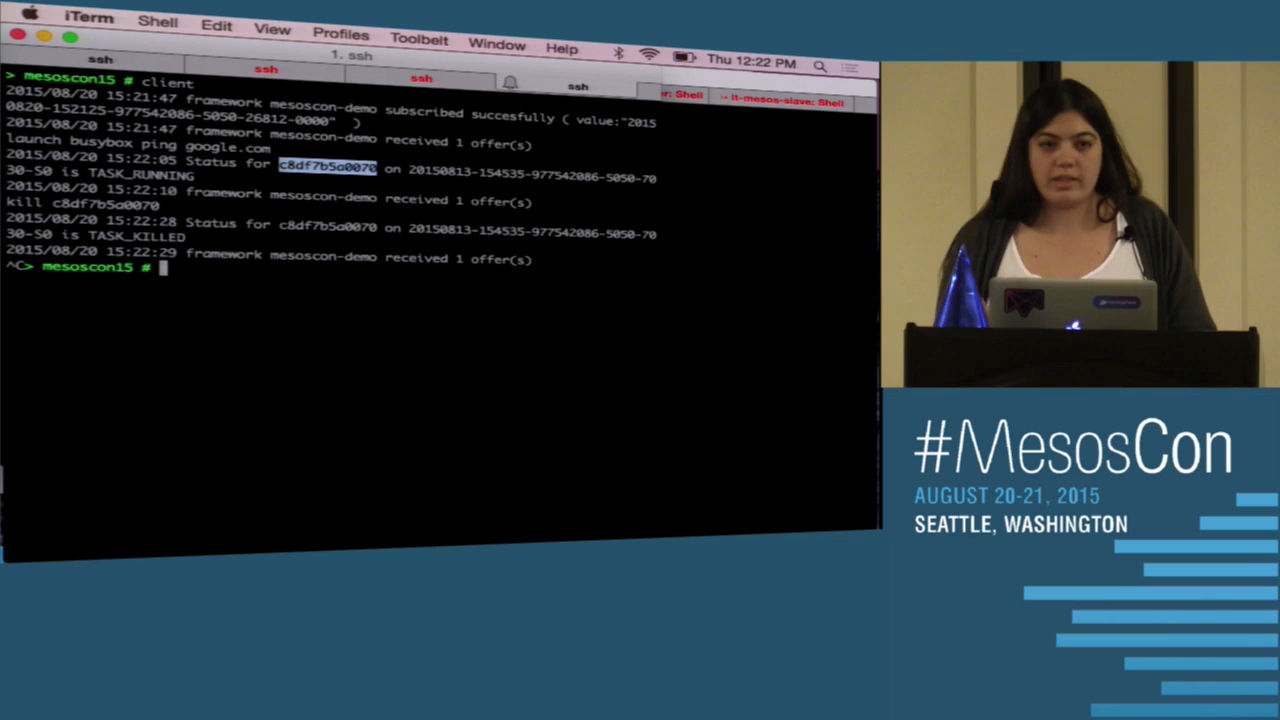 iTerm Shell Edit View Profiles Toolbelt Window Help Thu 12:22 PM
1. ssh
ssh ssh ssh ssh r: Shell lt-mesos-slave: Shell
> mesoscon15 # client
2015/08/20 15:21:47 framework mesoscon-demo subscribed succesfully ( value:"2015
0820-152125-977542086-5050-26812-0000" )
2015/08/20 15:21:47 framework mesoscon-demo received 1 offer(s)
launch busybox ping google.com
2015/08/20 15:22:05 Status for c8df7b5a0070 on 20150813-154535-977542086-5050-70
30-S0 is TASK_RUNNING
2015/08/20 15:22:10 framework mesoscon-demo received 1 offer(s)
kill c8df7b5a0070
2015/08/20 15:22:28 Status for c8df7b5a0070 on 20150813-154535-977542086-5050-70
30-S0 is TASK_KILLED
2015/08/20 15:22:29 framework mesoscon-demo received 1 offer(s)
^C> mesoscon15 #
#MesosCon
AUGUST 20-21, 2015
SEATTLE, WASHINGTON